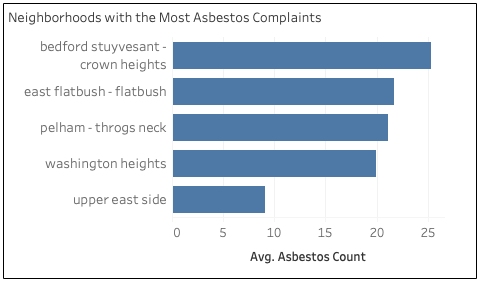 Neighborhoods with the Most Asbestos Complaints
bedford stuyvesant -
crown heights
east flatbush - flatbush
pelham - throgs neck
washington heights
upper east side
0 5 10 15 20 25
Avg. Asbestos Count